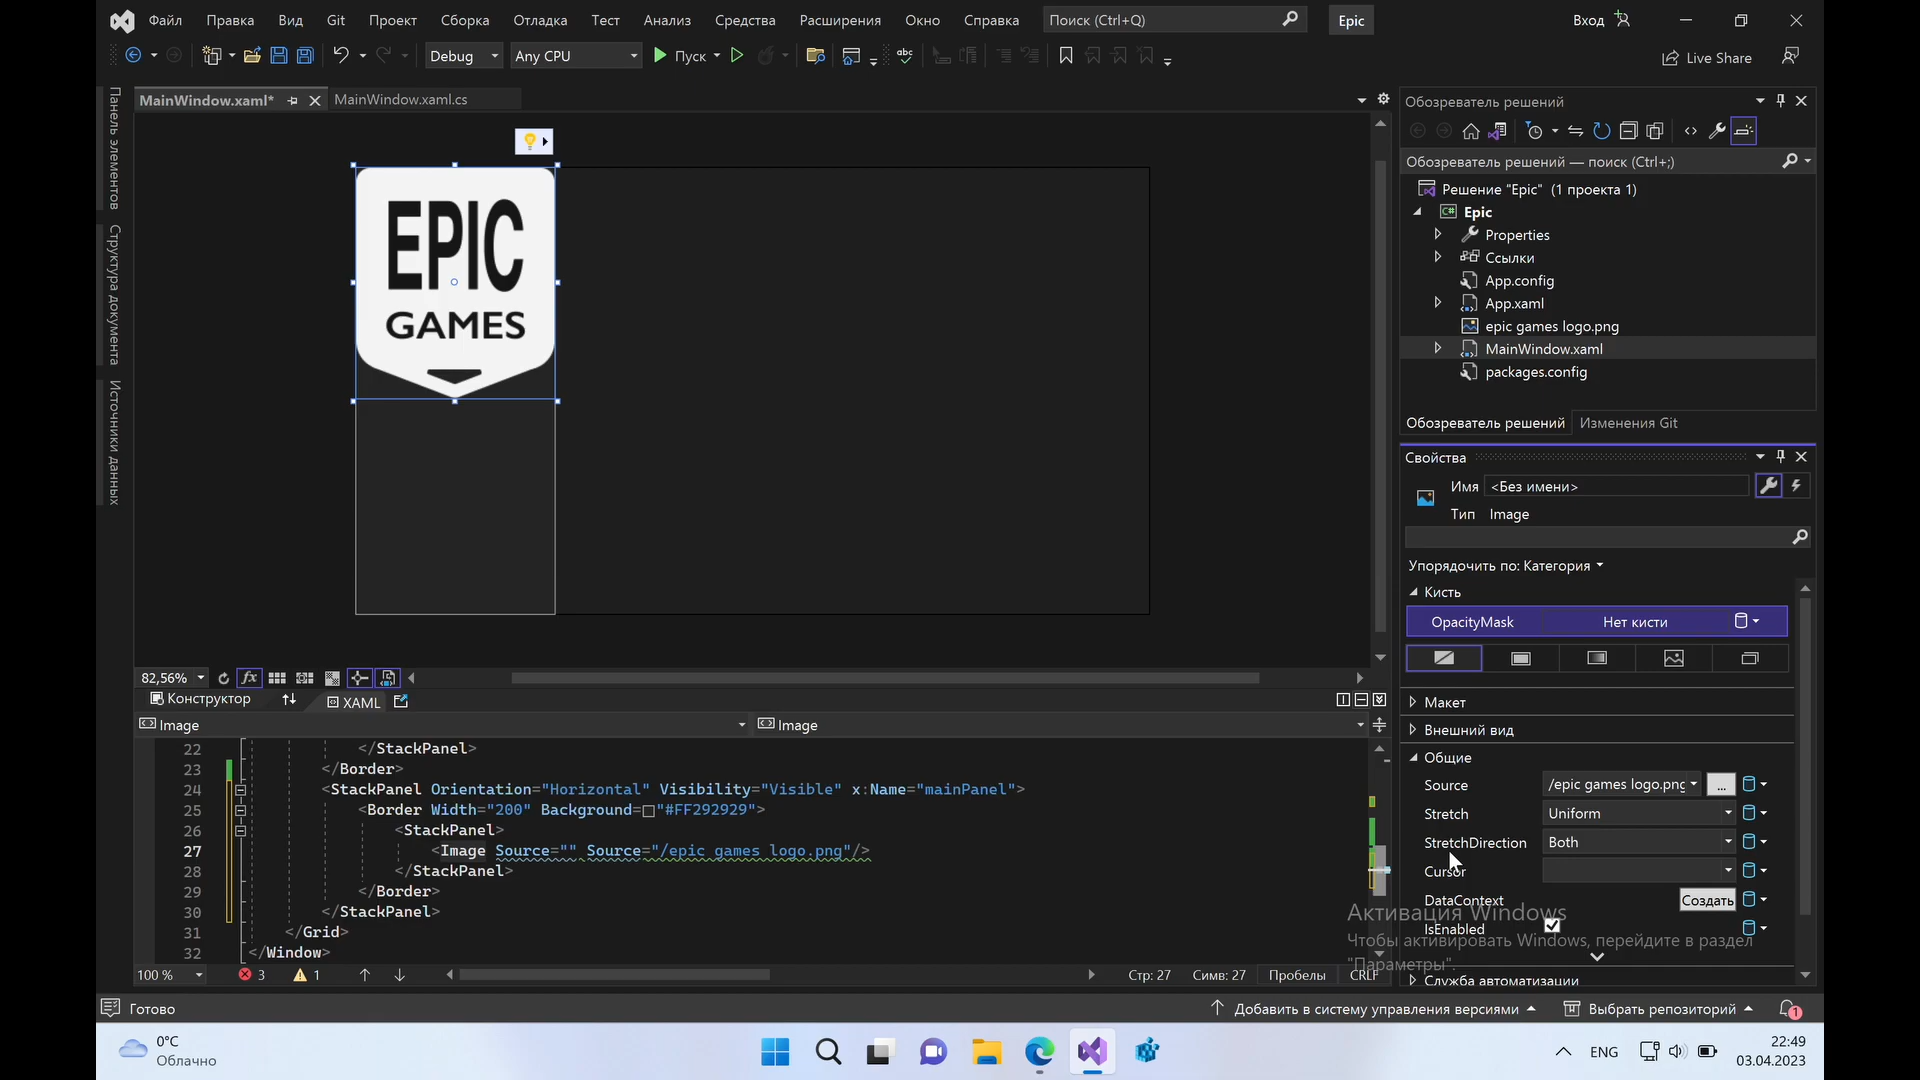 Файл Правка Вид Git Проект Сборка Отладка Тест Анализ Средства Расширения Окно Справка Поиск (Ctrl+Q) Epic Вход
Debug Any CPU Пуск abc Live Share
MainWindow.xaml* MainWindow.xaml.cs
Панель элементов
Структура документа
Источники данных
EPIC
GAMES
82,56% fx
Конструктор XAML
Image Image
22 </StackPanel>
23 </Border>
24 <StackPanel Orientation="Horizontal" Visibility="Visible" x:Name="mainPanel">
25 <Border Width="200" Background="#FF292929">
26 <StackPanel>
27 <Image Source="" Source="/epic games logo.png"/>
28 </StackPanel>
29 </Border>
30 </StackPanel>
31 </Grid>
32 </Window>
100 % 3 1 Стр: 27 Симв: 27 Пробелы CRLF
Обозреватель решений
Обозреватель решений — поиск (Ctrl+;)
Решение "Epic" (1 проекта 1)
C# Epic
Properties
Ссылки
App.config
App.xaml
epic games logo.png
MainWindow.xaml
packages.config
Обозреватель решений Изменения Git
Свойства
Имя <Без имени>
Тип Image
Упорядочить по: Категория
Кисть
OpacityMask Нет кисти
Макет
Внешний вид
Общие
Source /epic games logo.png ...
Stretch Uniform
StretchDirection Both
Cursor
DataContext Создать
IsEnabled
Служба автоматизации
Активация Windows
Чтобы активировать Windows, перейдите в раздел
"Параметры".
Готово Добавить в систему управления версиями Выбрать репозиторий 1
0°C
Облачно
ENG
22:49
03.04.2023